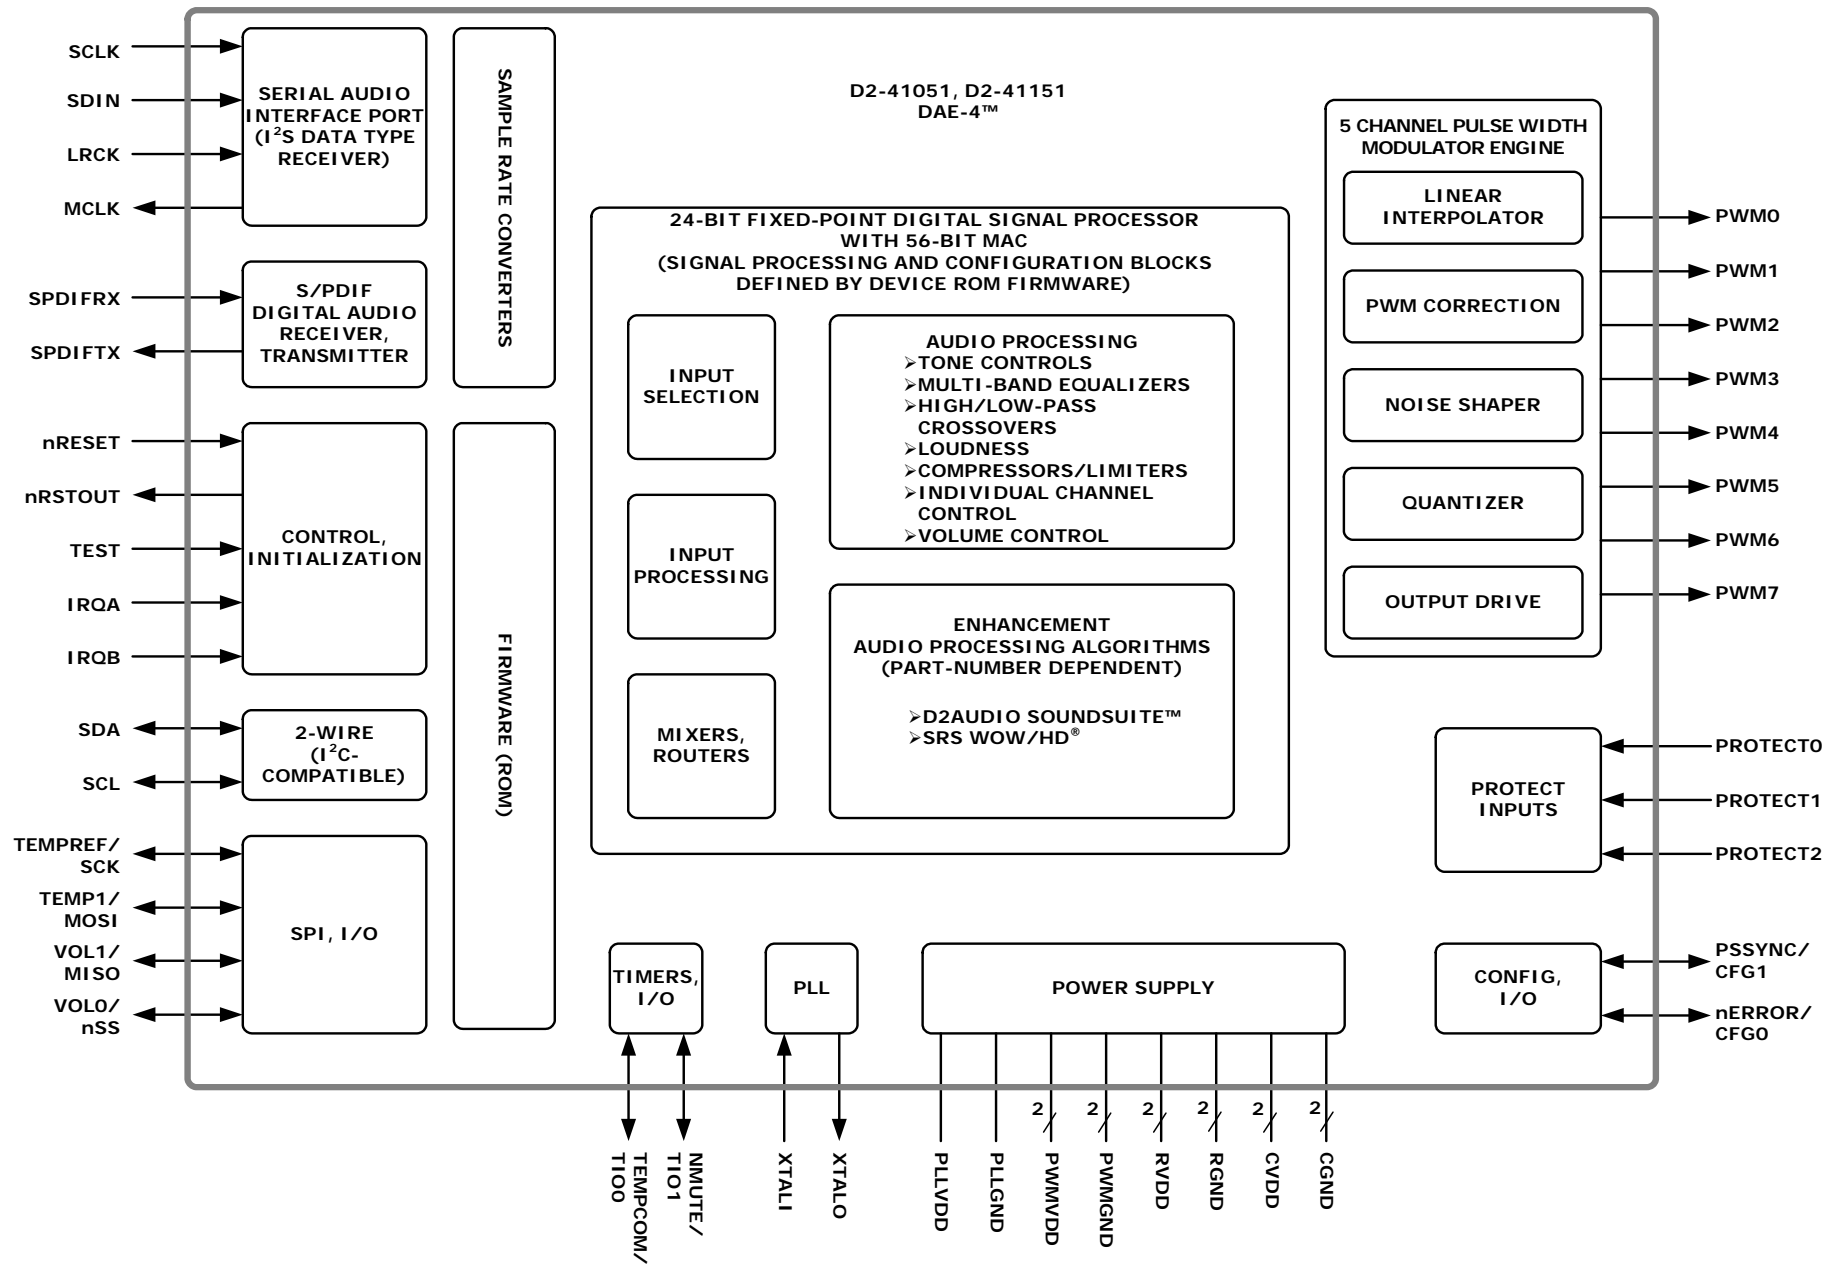 SCLK
SDIN
LRCK
MCLK
SERIAL AUDIO
INTERFACE PORT
(I²S DATA TYPE
RECEIVER)
SPDIFRX
SPDIFTX
S/PDIF
DIGITAL AUDIO
RECEIVER,
TRANSMITTER
SAMPLE RATE CONVERTERS
nRESET
nRSTOUT
TEST
IRQA
IRQB
CONTROL,
INITIALIZATION
SDA
SCL
2-WIRE
(I²C-
COMPATIBLE)
TEMPREF/
SCK
TEMP1/
MOSI
VOL1/
MISO
VOL0/
nSS
SPI, I/O
FIRMWARE (ROM)
D2-41051, D2-41151
DAE-4™
24-BIT FIXED-POINT DIGITAL SIGNAL PROCESSOR
WITH 56-BIT MAC
(SIGNAL PROCESSING AND CONFIGURATION BLOCKS
DEFINED BY DEVICE ROM FIRMWARE)
INPUT
SELECTION
INPUT
PROCESSING
MIXERS,
ROUTERS
AUDIO PROCESSING
➢TONE CONTROLS
➢MULTI-BAND EQUALIZERS
➢HIGH/LOW-PASS
CROSSOVERS
➢LOUDNESS
➢COMPRESSORS/LIMITERS
➢INDIVIDUAL CHANNEL
CONTROL
➢VOLUME CONTROL
ENHANCEMENT
AUDIO PROCESSING ALGORITHMS
(PART-NUMBER DEPENDENT)
➢D2AUDIO SOUNDSUITE™
➢SRS WOW/HD®
5 CHANNEL PULSE WIDTH
MODULATOR ENGINE
LINEAR
INTERPOLATOR
PWM CORRECTION
NOISE SHAPER
QUANTIZER
OUTPUT DRIVE
PWM0
PWM1
PWM2
PWM3
PWM4
PWM5
PWM6
PWM7
PROTECT
INPUTS
PROTECT0
PROTECT1
PROTECT2
CONFIG,
I/O
PSSYNC/
CFG1
nERROR/
CFG0
TIMERS,
I/O
PLL
POWER SUPPLY
2
2
2
2
2
2
TEMPCOM/
TIO0
NMUTE/
TIO1
XTALI
XTALO
PLLVDD
PLLGND
PWMVDD
PWMGND
RVDD
RGND
CVDD
CGND